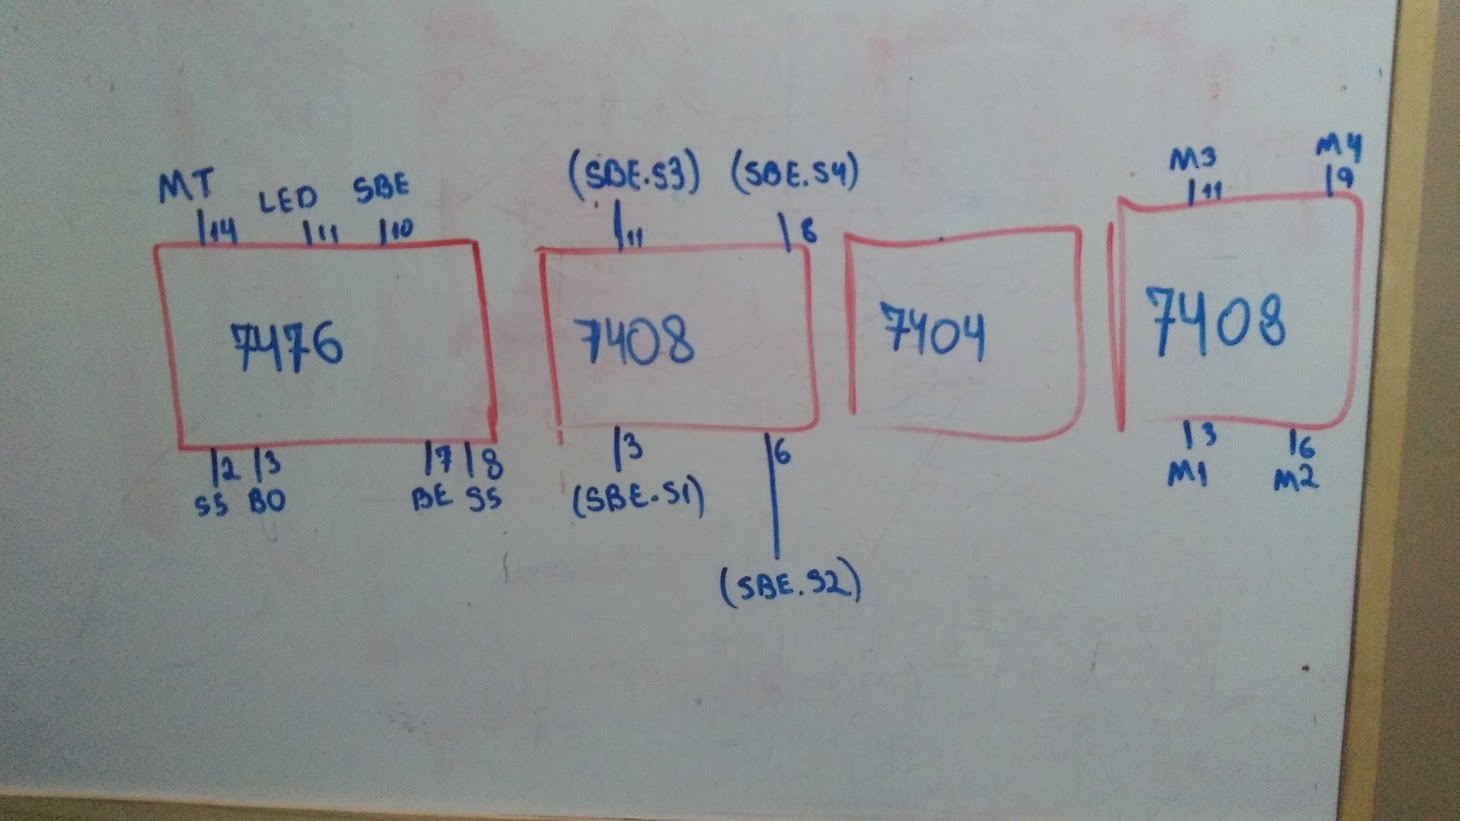 MT LED SBE
14 11 10
7476
2 3 7 8
SS BO BE SS
(SBE.S3) (SBE.S4)
11 8
7408
3 6
(SBE.S1)
(SBE.S2)
7404
M3 M4
11 9
7408
3 6
M1 M2